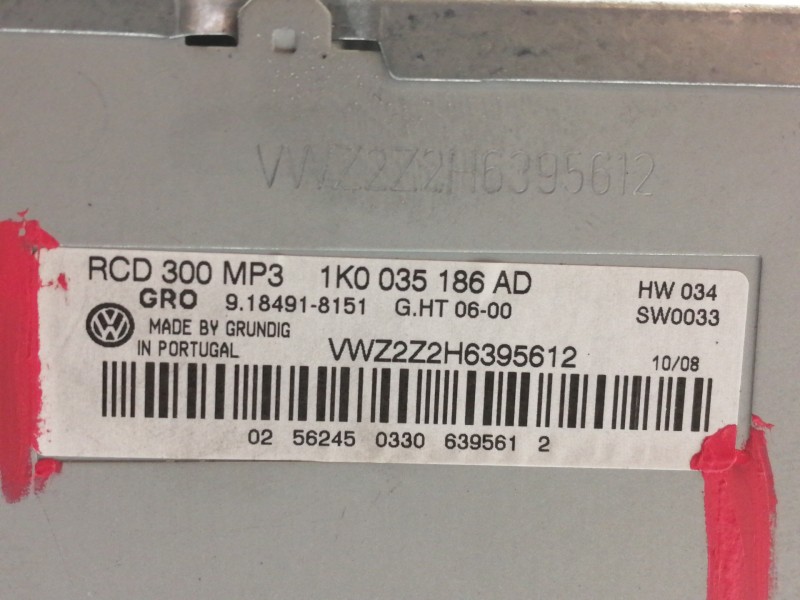 VWZ2Z2H6395612
RCD 300 MP3 1K0 035 186 AD
HW 034
GRO 9.18491-8151 G.HT 06-00
SW0033
VW MADE BY GRUNDIG
IN PORTUGAL
VWZ2Z2H6395612
10/08
02 56245 0330 639561 2